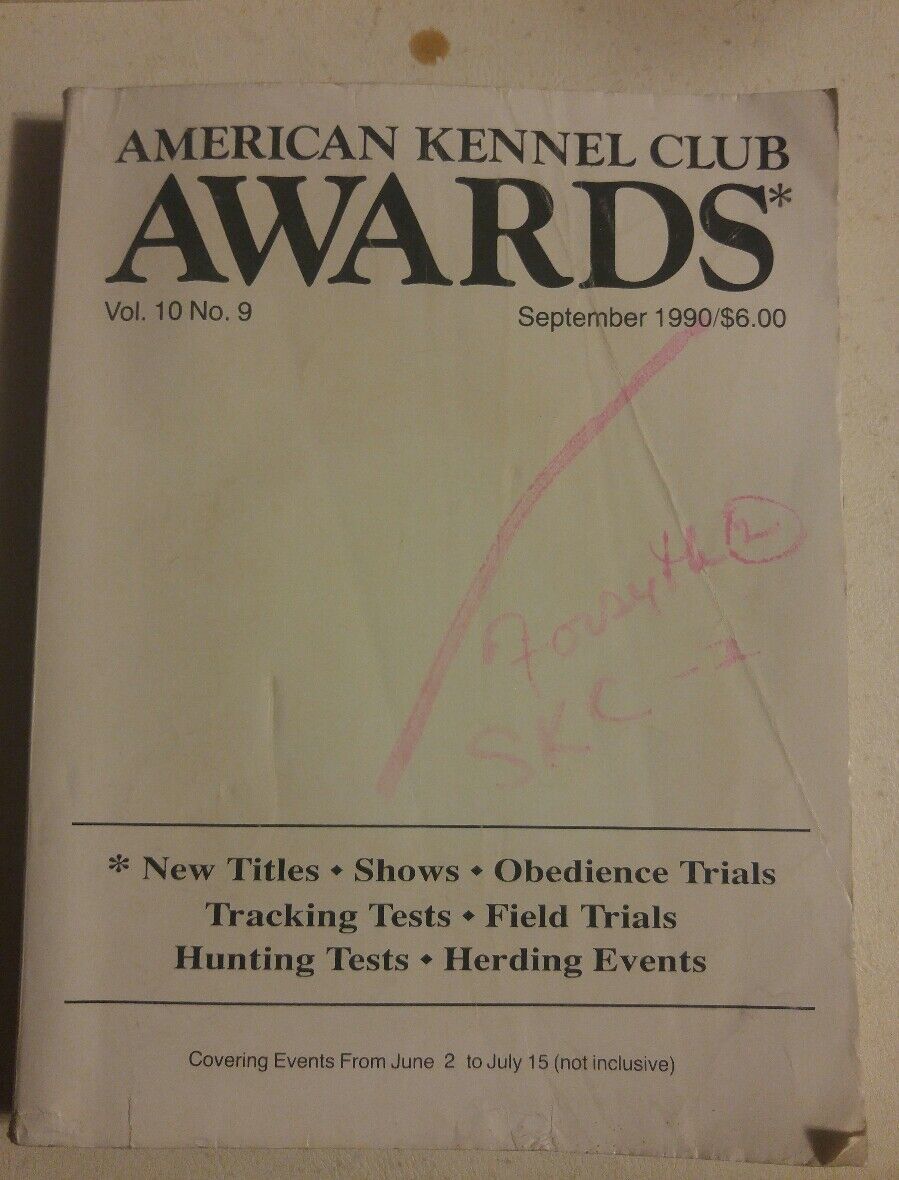 AMERICAN KENNEL CLUB
AWARDS*
Vol. 10 No. 9
September 1990/$6.00
Forsyth
SKC -
* New Titles • Shows • Obedience Trials
Tracking Tests • Field Trials
Hunting Tests • Herding Events
Covering Events From June 2 to July 15 (not inclusive)